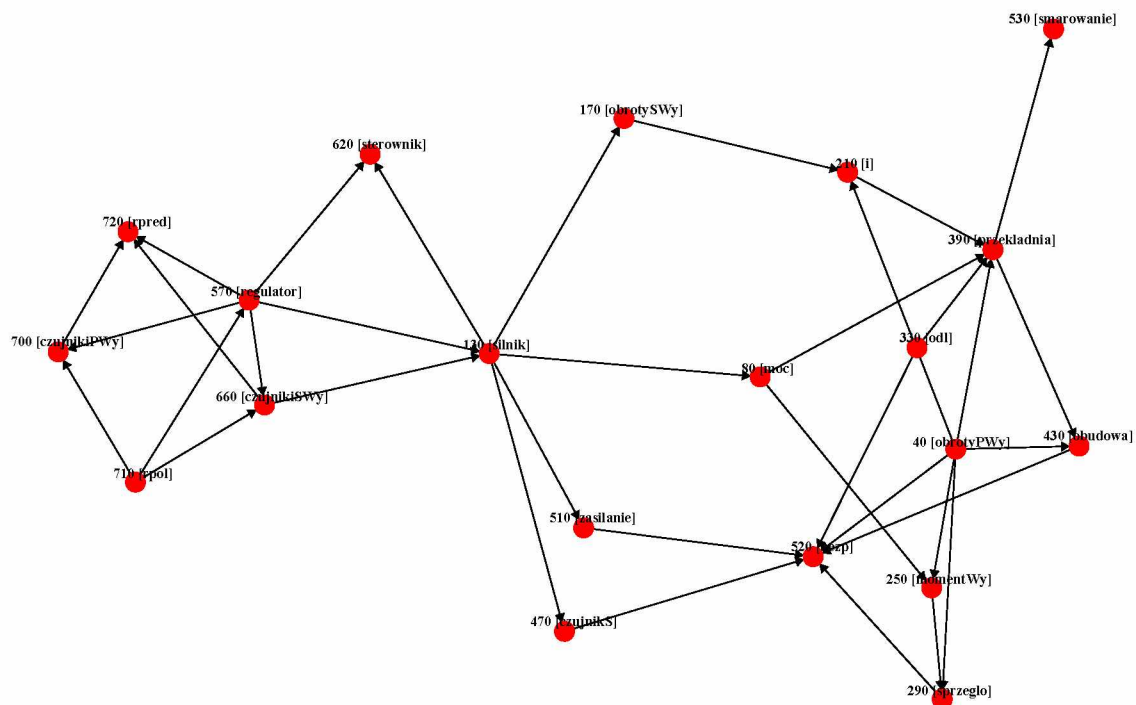 530 [smarowanie]
170 [obrotySWy]
620 [sterownik]
210 [i]
720 [rpred]
390 [przekladnia]
570 [regulator]
700 [czujnikiPWy]
130 [silnik]
330 [odl]
80 [moc]
660 [czujnikiSWy]
40 [obrotyPWy]
430 [obudowa]
710 [rpol]
510 [zasilanie]
520
250 [momentWy]
470 [czujnikS]
290 [sprzeglo]